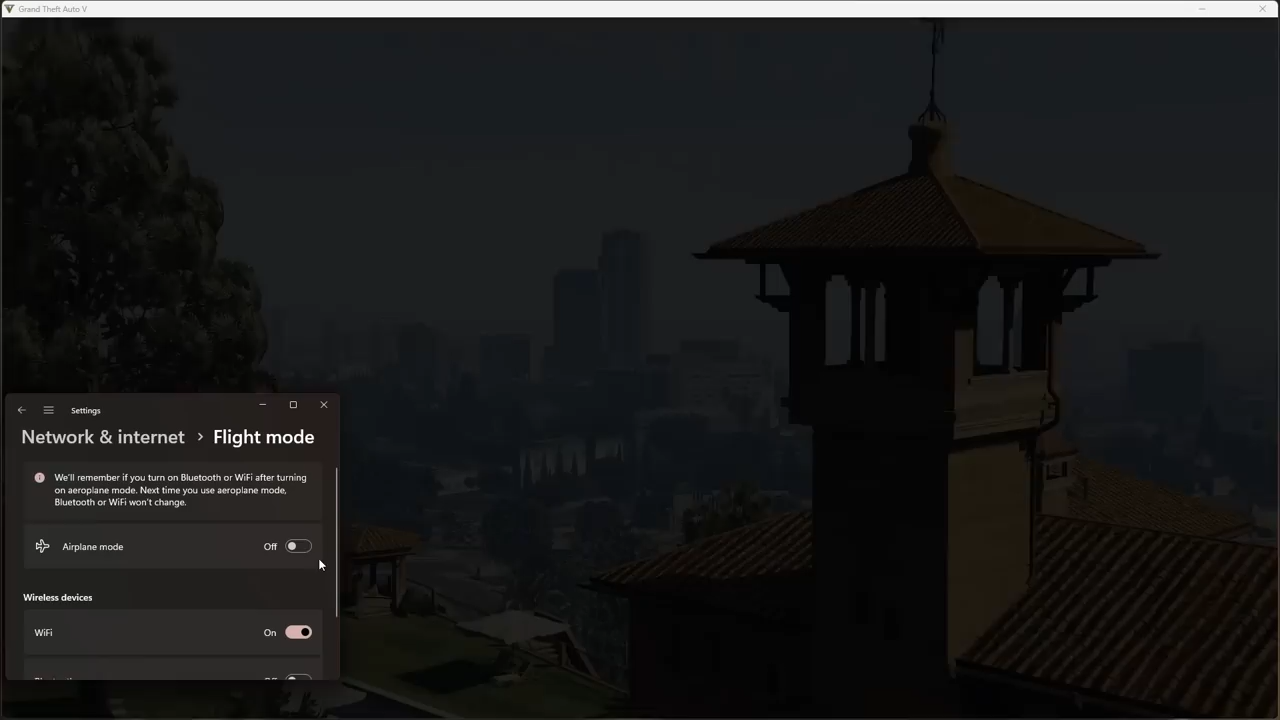 Grand Theft Auto V
Settings
Network & internet › Flight mode
We'll remember if you turn on Bluetooth or WiFi after turning
on aeroplane mode. Next time you use aeroplane mode,
Bluetooth or WiFi won't change.
Airplane mode Off
Wireless devices
WiFi On